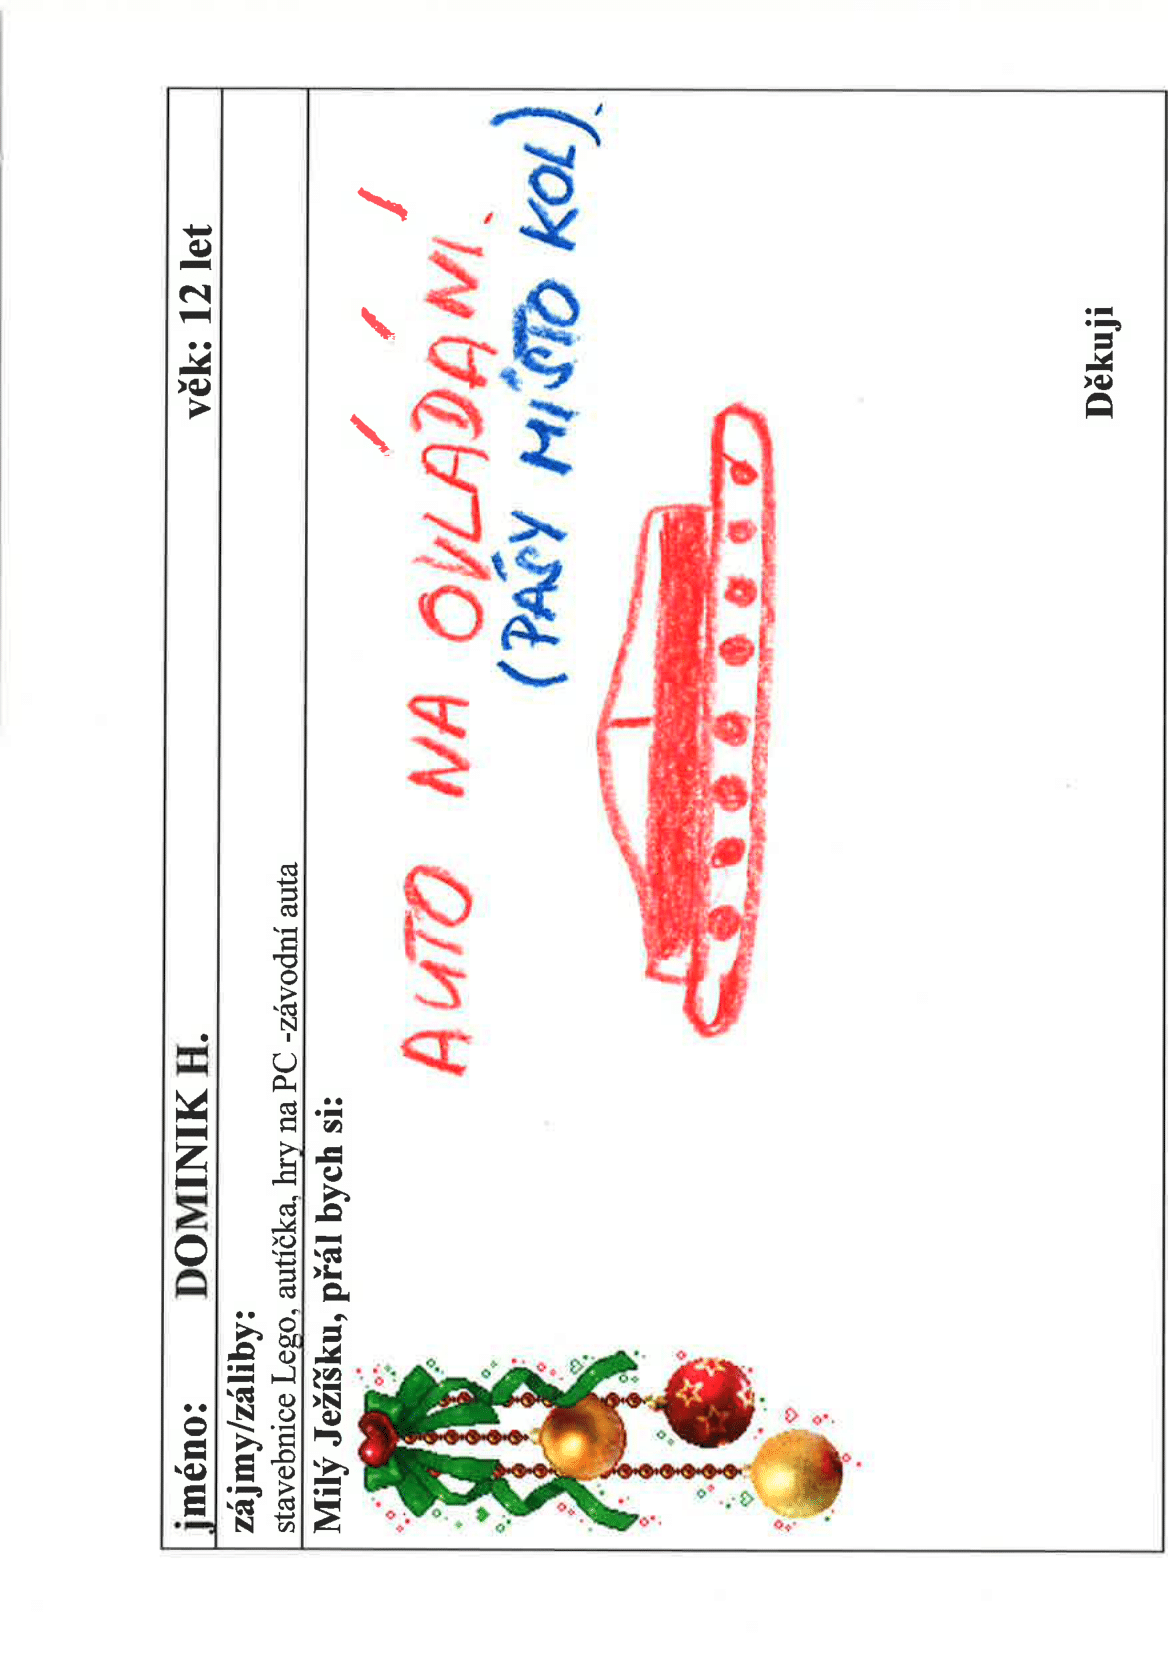 jméno: DOMINIK H. věk: 12 let
zájmy/záliby:
stavebnice Lego, autíčka, hry na PC -závodní auta
Milý Ježíšku, přál bych si:
AUTO NA OVLÁDÁNÍ.
(PÁSY MÍSTO KOL).
Děkuji